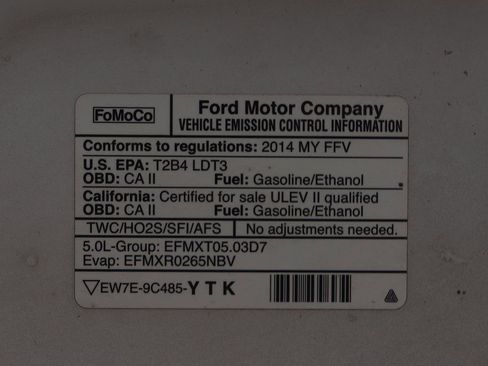 FoMoCo
Ford Motor Company
VEHICLE EMISSION CONTROL INFORMATION
Conforms to regulations: 2014 MY FFV
U.S. EPA: T2B4 LDT3
OBD: CA II Fuel: Gasoline/Ethanol
California: Certified for sale ULEV II qualified
OBD: CA II Fuel: Gasoline/Ethanol
TWC/HO2S/SFI/AFS No adjustments needed.
5.0L-Group: EFMXT05.03D7
Evap: EFMXR0265NBV
EW7E-9C485-YTK